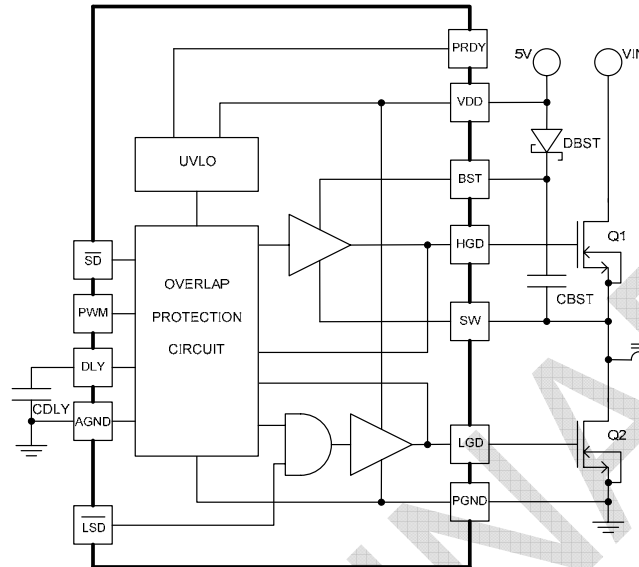 PRDY
5V
VIN
VDD
DBST
UVLO
BST
Q1
SD
HGD
OVERLAP
PROTECTION
CIRCUIT
CBST
PWM
SW
DLY
CDLY
AGND
Q2
LGD
PGND
LSD